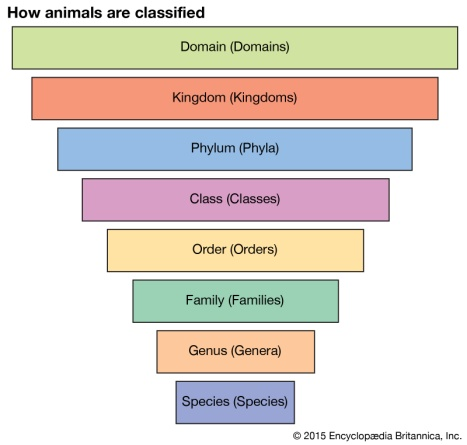 How animals are classified
Domain (Domains)
Kingdom (Kingdoms)
Phylum (Phyla)
Class (Classes)
Order (Orders)
Family (Families)
Genus (Genera)
Species (Species)
© 2015 Encyclopædia Britannica, Inc.